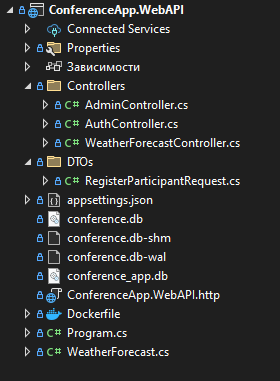 ConferenceApp.WebAPI
Connected Services
Properties
Зависимости
Controllers
C# AdminController.cs
C# AuthController.cs
C# WeatherForecastController.cs
DTOs
C# RegisterParticipantRequest.cs
appsettings.json
conference.db
conference.db-shm
conference.db-wal
conference_app.db
ConferenceApp.WebAPI.http
Dockerfile
C# Program.cs
C# WeatherForecast.cs